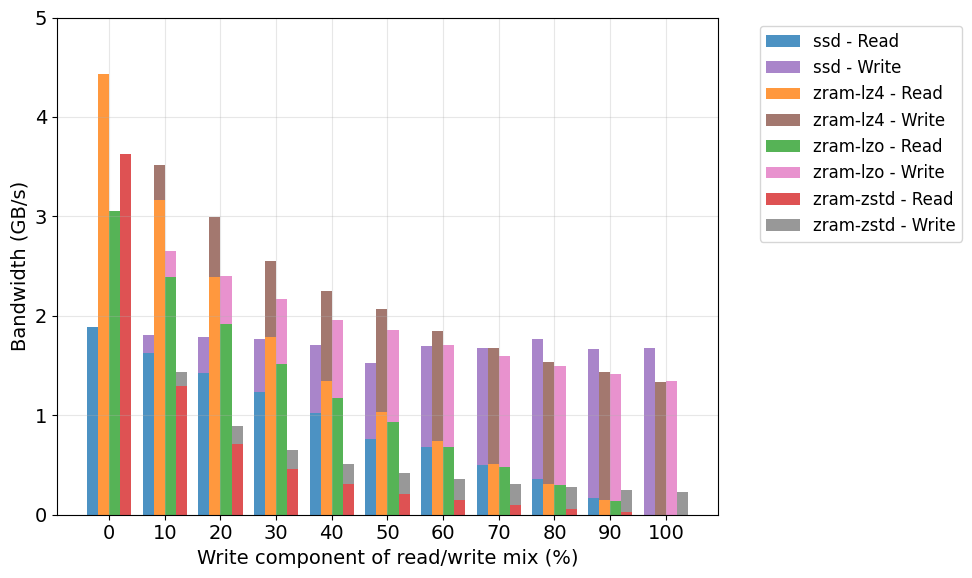 5
4
3
2
1
0
Bandwidth (GB/s)
0 10 20 30 40 50 60 70 80 90 100
Write component of read/write mix (%)
ssd - Read
ssd - Write
zram-lz4 - Read
zram-lz4 - Write
zram-lzo - Read
zram-lzo - Write
zram-zstd - Read
zram-zstd - Write